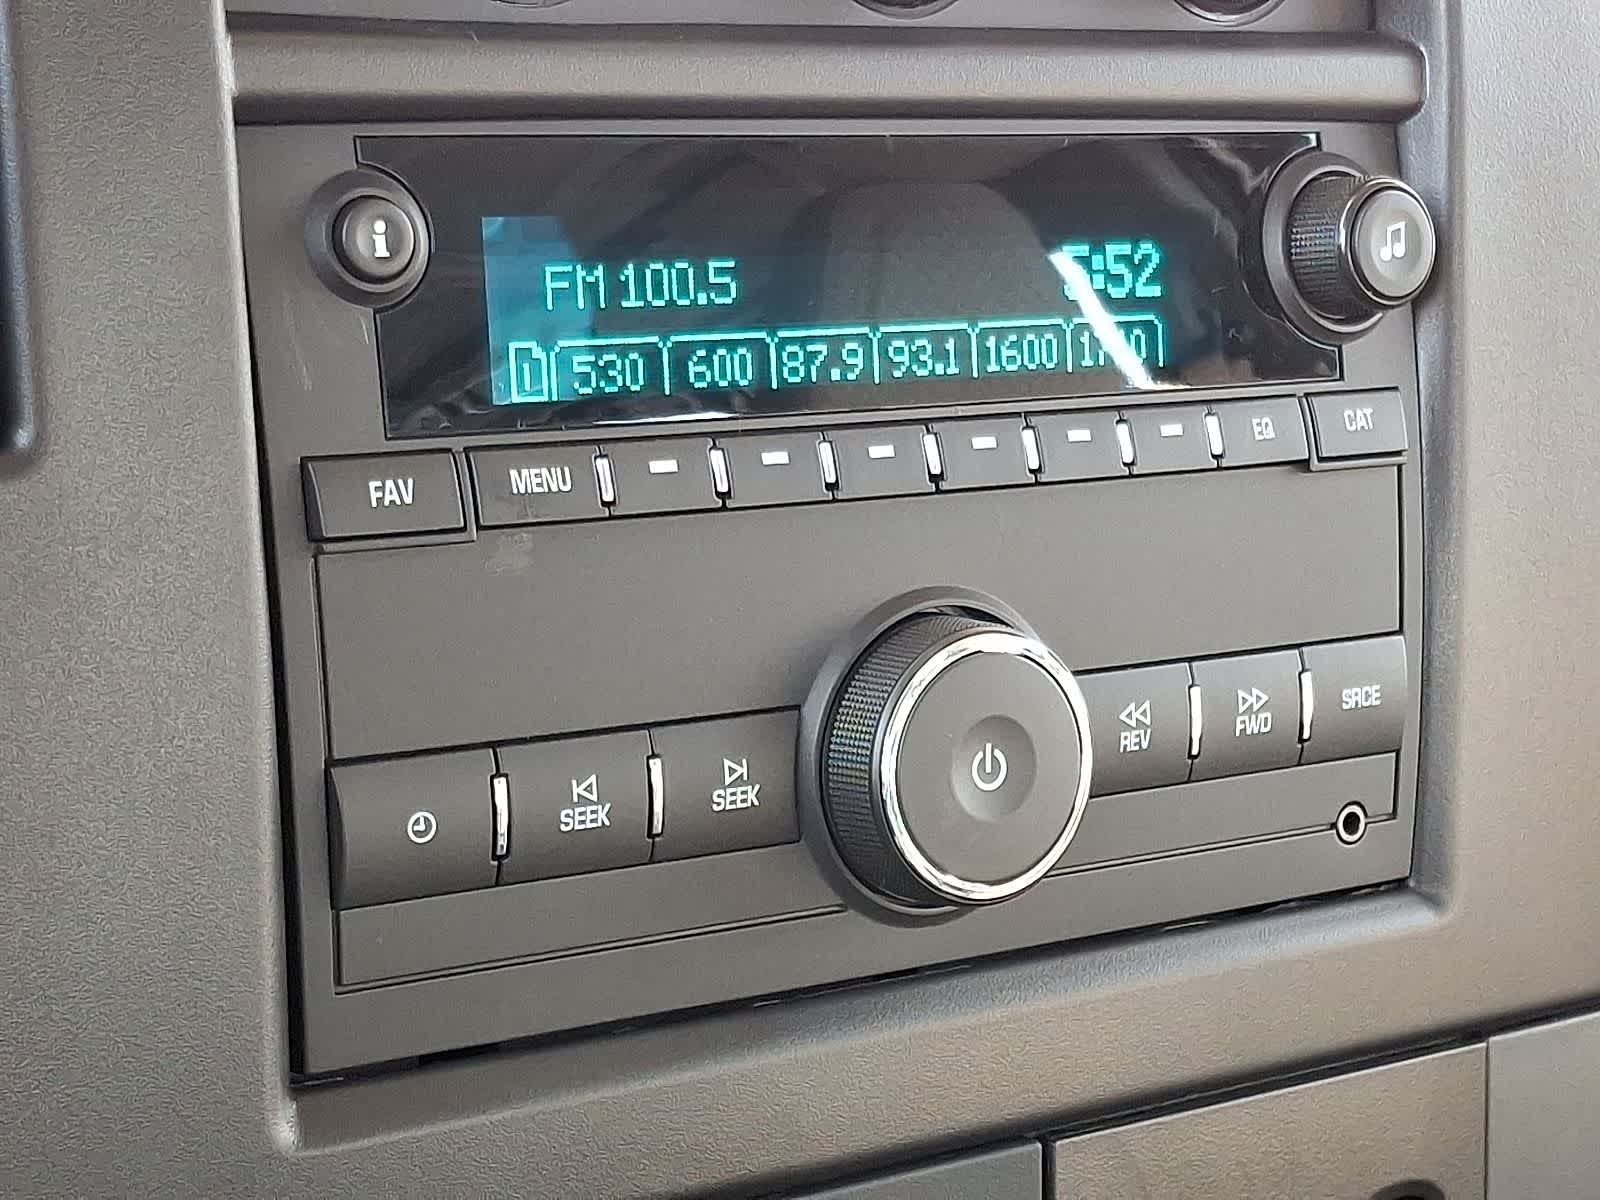 i
FM 100.5 5:52
1 530 600 87.9 93.1 1600
FAV MENU EQ CAT
REV FWD SRCE
SEEK SEEK